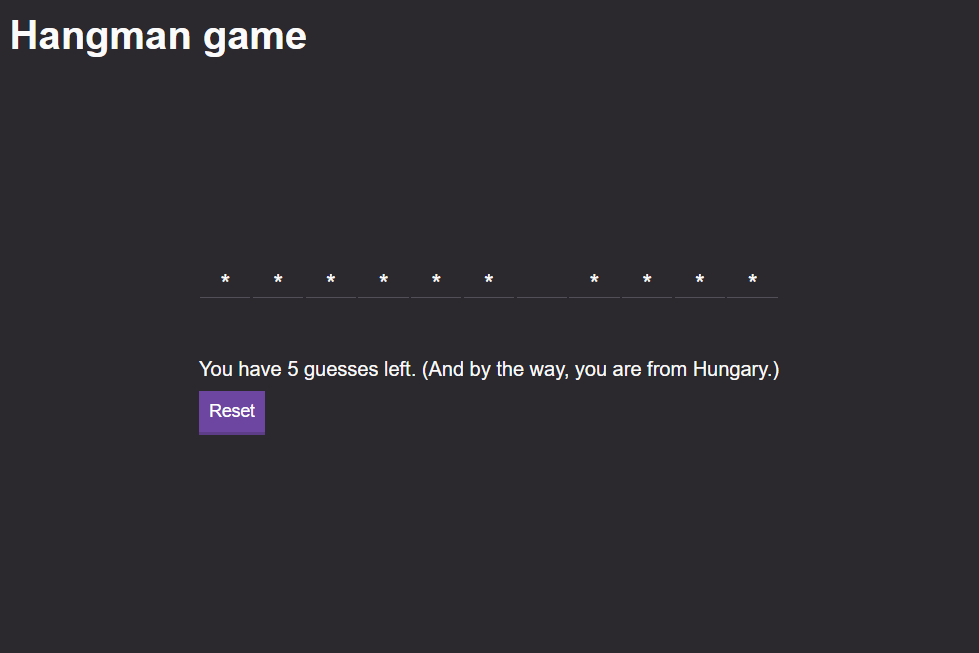 Hangman game
* * * * * * * * * *
You have 5 guesses left. (And by the way, you are from Hungary.)
Reset